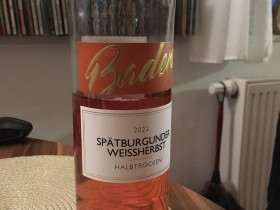 Baden
2022
SPÄTBURGUNDER
WEISSHERBST
HALBTROCKEN